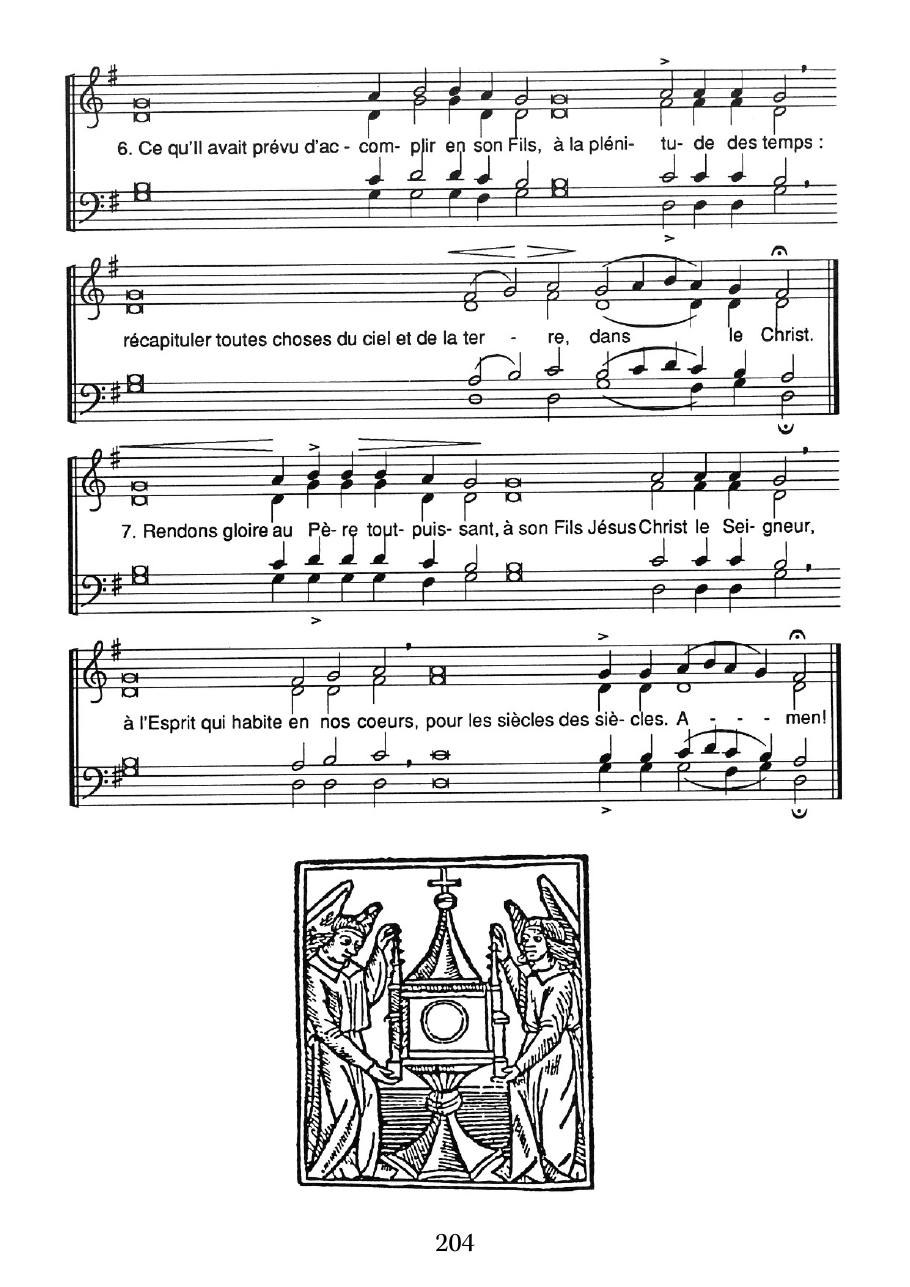 6. Ce qu'Il avait prévu d'ac - com- plir en son Fils, à la pléni- tu- de des temps :
récapituler toutes choses du ciel et de la ter - re, dans le Christ.
7. Rendons gloire au Pè- re tout- puis- sant, à son Fils Jésus Christ le Sei- gneur,
à l'Esprit qui habite en nos coeurs, pour les siècles des siè- cles. A - - - men!
204